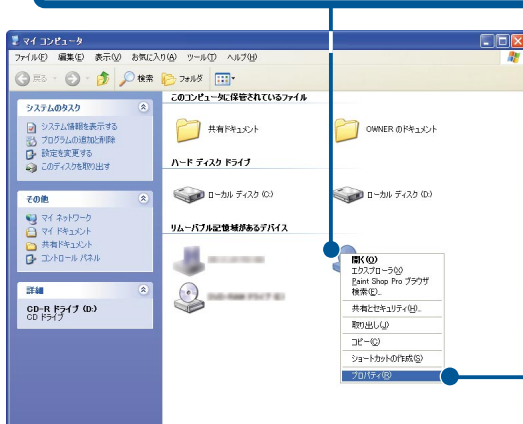 マイ コンピュータ
ファイル(F) 編集(E) 表示(V) お気に入り(A) ツール(T) ヘルプ(H)
戻る 検索 フォルダ
システムのタスク
システム情報を表示する
プログラムの追加と削除
設定を変更する
このディスクを取り出す
その他
マイ ネットワーク
マイ ドキュメント
共有ドキュメント
コントロール パネル
詳細
CD-R ドライブ (D:)
CD ドライブ
このコンピュータに保管されているファイル
共有ドキュメント
OWNER のドキュメント
ハード ディスク ドライブ
ローカル ディスク (C:)
ローカル ディスク (D:)
リムーバブル記憶域があるデバイス
開く(O)
エクスプローラ(X)
Paint Shop Pro ブラウザ
検索(E)...
共有とセキュリティ(H)...
取り出し(J)
コピー(C)
ショートカットの作成(S)
プロパティ(R)